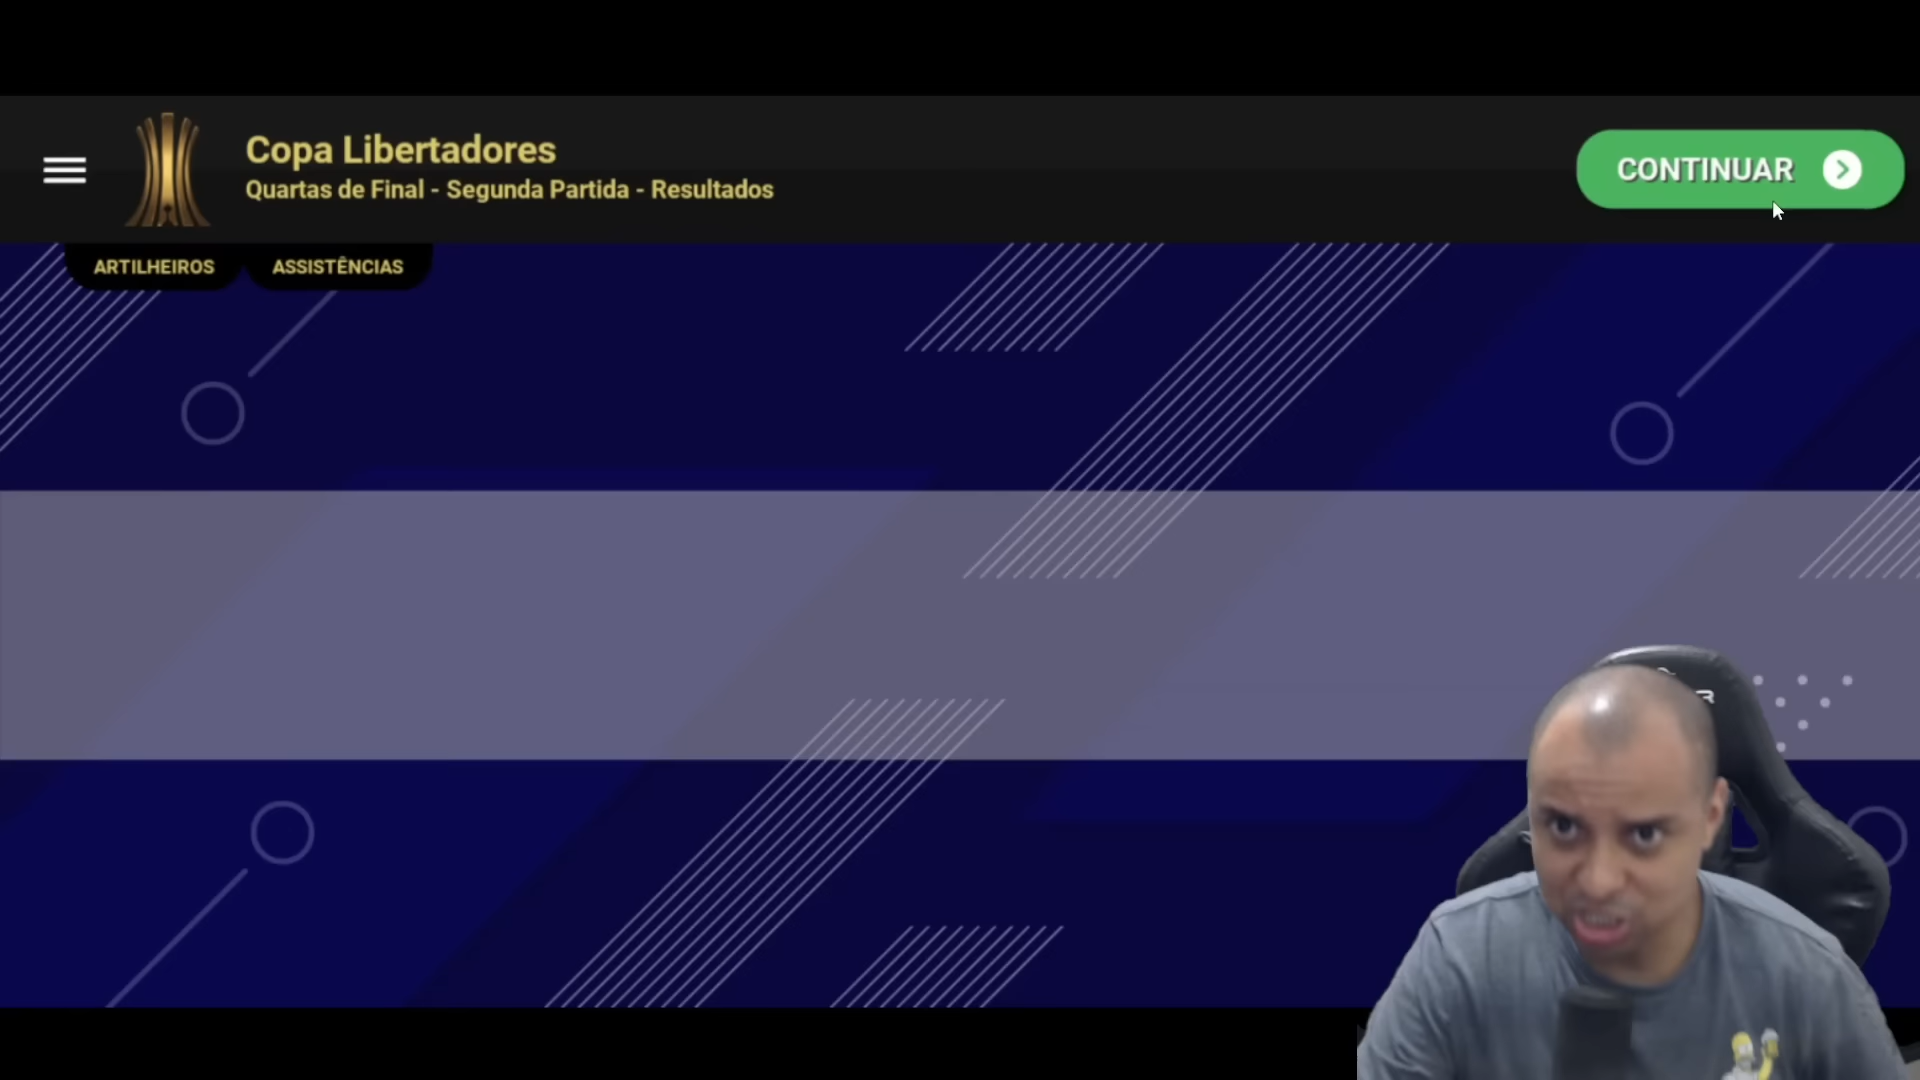 Copa Libertadores
Quartas de Final - Segunda Partida - Resultados
CONTINUAR
ARTILHEIROS
ASSISTÊNCIAS